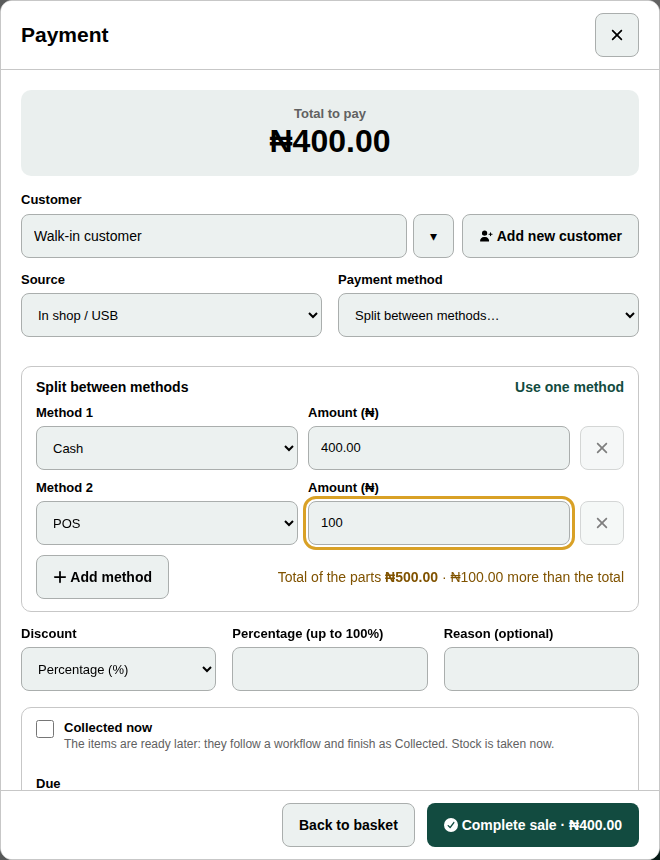 Payment
×
Total to pay
₦400.00
Customer
Walk-in customer
▾
Add new customer
Source
Payment method
In shop / USB
Split between methods…
Split between methods
Use one method
Method 1
Amount (₦)
Cash
400.00
×
Method 2
Amount (₦)
POS
100
×
+ Add method
Total of the parts ₦500.00 · ₦100.00 more than the total
Discount
Percentage (up to 100%)
Reason (optional)
Percentage (%)
Collected now
The items are ready later: they follow a workflow and finish as Collected. Stock is taken now.
Due
Back to basket
Complete sale · ₦400.00